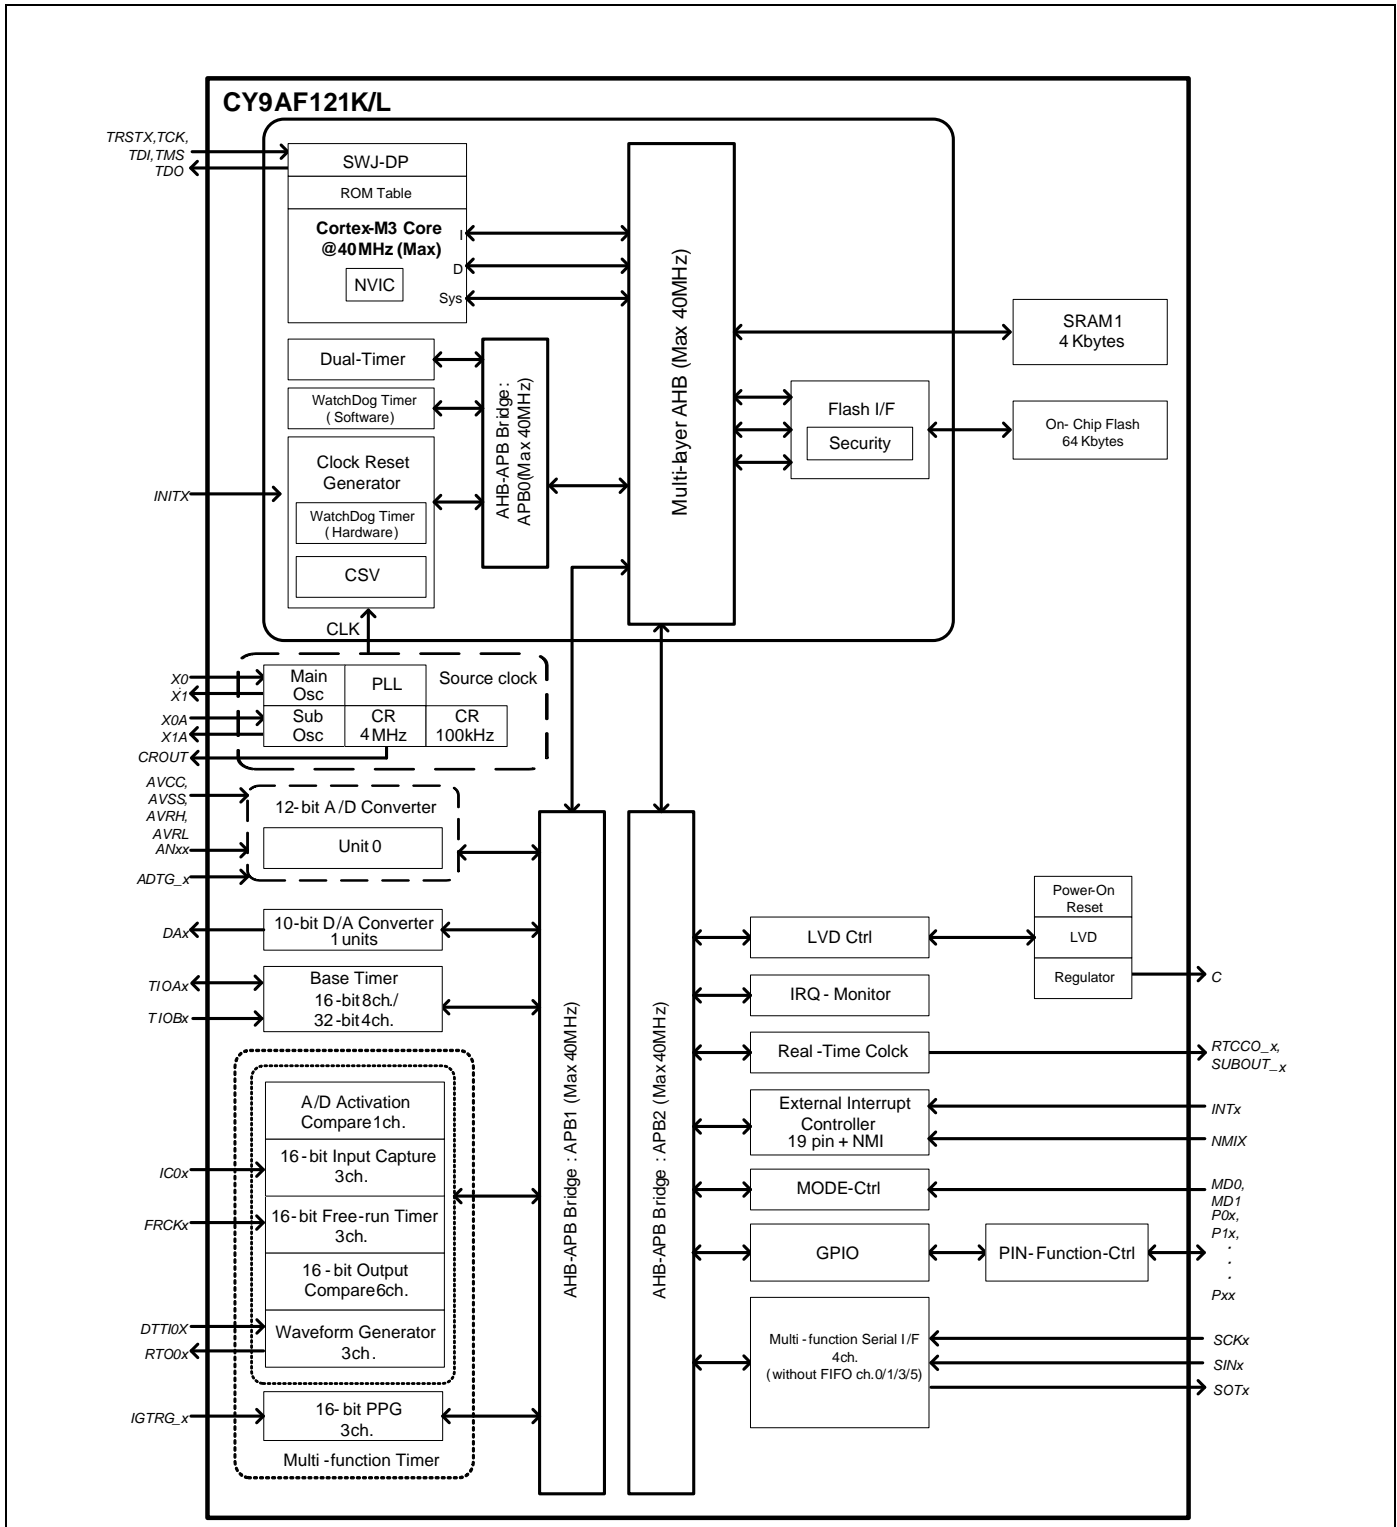 CY9AF121K/L
TRSTX,TCK,
TDI,TMS
TDO
SWJ-DP
ROM Table
Cortex-M3 Core
@40MHz (Max)
NVIC
I
D
Sys
Multi-layer AHB (Max 40MHz)
SRAM1
4 Kbytes
Dual-Timer
WatchDog Timer
(Software)
AHB-APB Bridge:
APB0(Max 40MHz)
Flash I/F
Security
On-Chip Flash
64 Kbytes
INITX
Clock Reset
Generator
WatchDog Timer
(Hardware)
CSV
CLK
X0
X1
Main
Osc
PLL
Source clock
X0A
X1A
Sub
Osc
CR
4MHz
CR
100kHz
CROUT
AVCC,
AVSS,
AVRH,
AVRL
ANxx
ADTG_x
12-bit A/D Converter
Unit 0
DAx
10-bit D/A Converter
1 units
TIOAx
TIOBx
Base Timer
16-bit 8ch./
32-bit 4ch.
A/D Activation
Compare 1ch.
IC0x
16-bit Input Capture
3ch.
FRCKx
16-bit Free-run Timer
3ch.
16-bit Output
Compare 6ch.
DTTI0X
RTO0x
Waveform Generator
3ch.
IGTRG_x
16-bit PPG
3ch.
Multi-function Timer
AHB-APB Bridge : APB1 (Max 40MHz)
AHB-APB Bridge : APB2 (Max 40MHz)
LVD Ctrl
Power-On
Reset
LVD
Regulator
C
IRQ-Monitor
Real-Time Colck
RTCCO_x,
SUBOUT_x
External Interrupt
Controller
19 pin + NMI
INTx
NMIX
MODE-Ctrl
MD0,
MD1
GPIO
PIN-Function-Ctrl
P0x,
P1x,
.
.
.
Pxx
Multi-function Serial I/F
4ch.
(without FIFO ch.0/1/3/5)
SCKx
SINx
SOTx